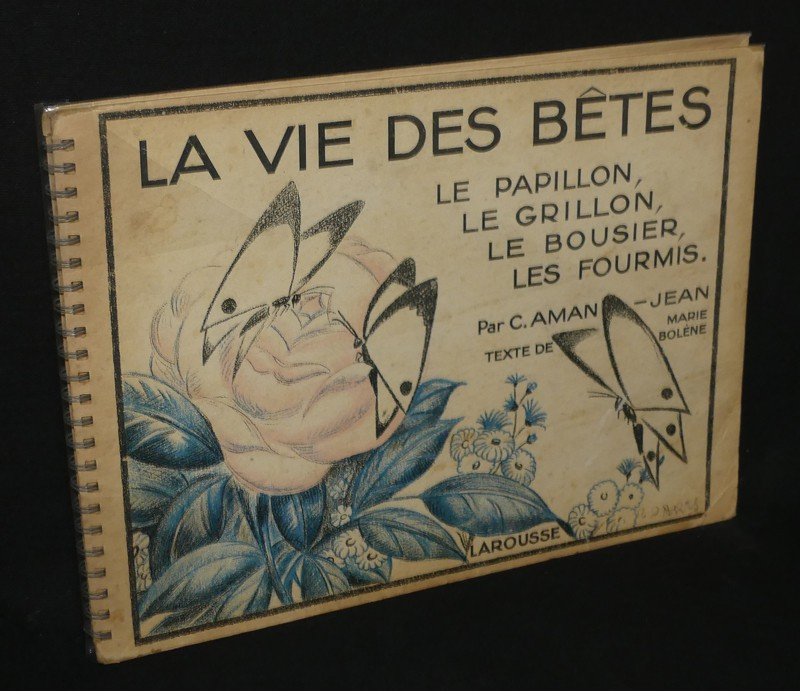 LA VIE DES BÊTES
LE PAPILLON,
LE GRILLON,
LE BOUSIER,
LES FOURMIS.
Par C. AMAN-JEAN
TEXTE DE MARIE
BOLÈNE
LAROUSSE